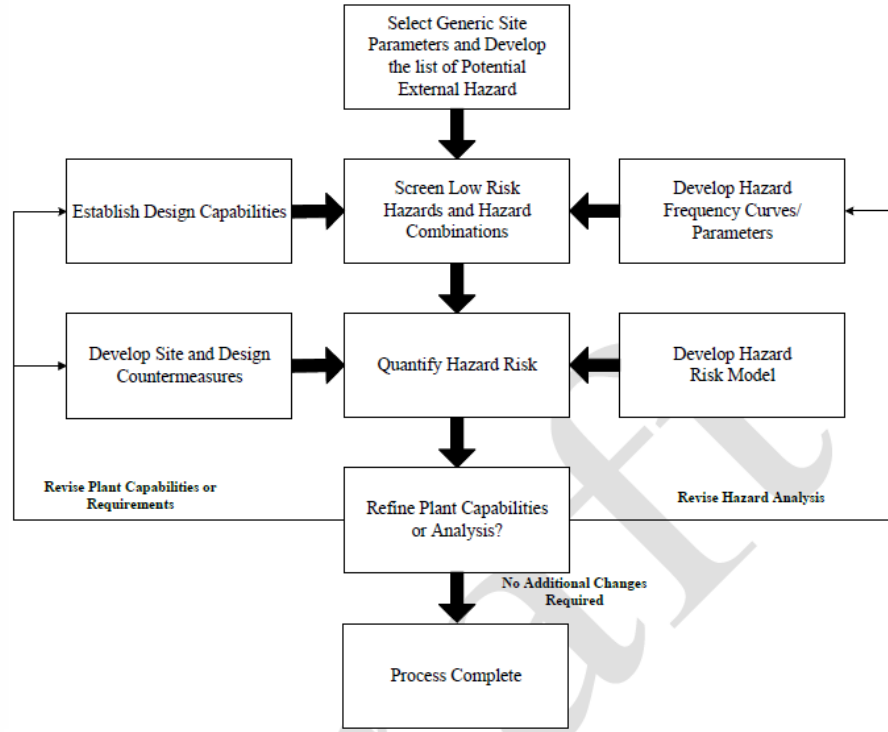 Select Generic Site
Parameters and Develop
the list of Potential
External Hazard
Establish Design Capabilities
Screen Low Risk
Hazards and Hazard
Combinations
Develop Hazard
Frequency Curves/
Parameters
Develop Site and Design
Countermeasures
Quantify Hazard Risk
Develop Hazard
Risk Model
Revise Plant Capabilities or
Requirements
Refine Plant Capabilities
or Analysis?
Revise Hazard Analysis
No Additional Changes
Required
Process Complete